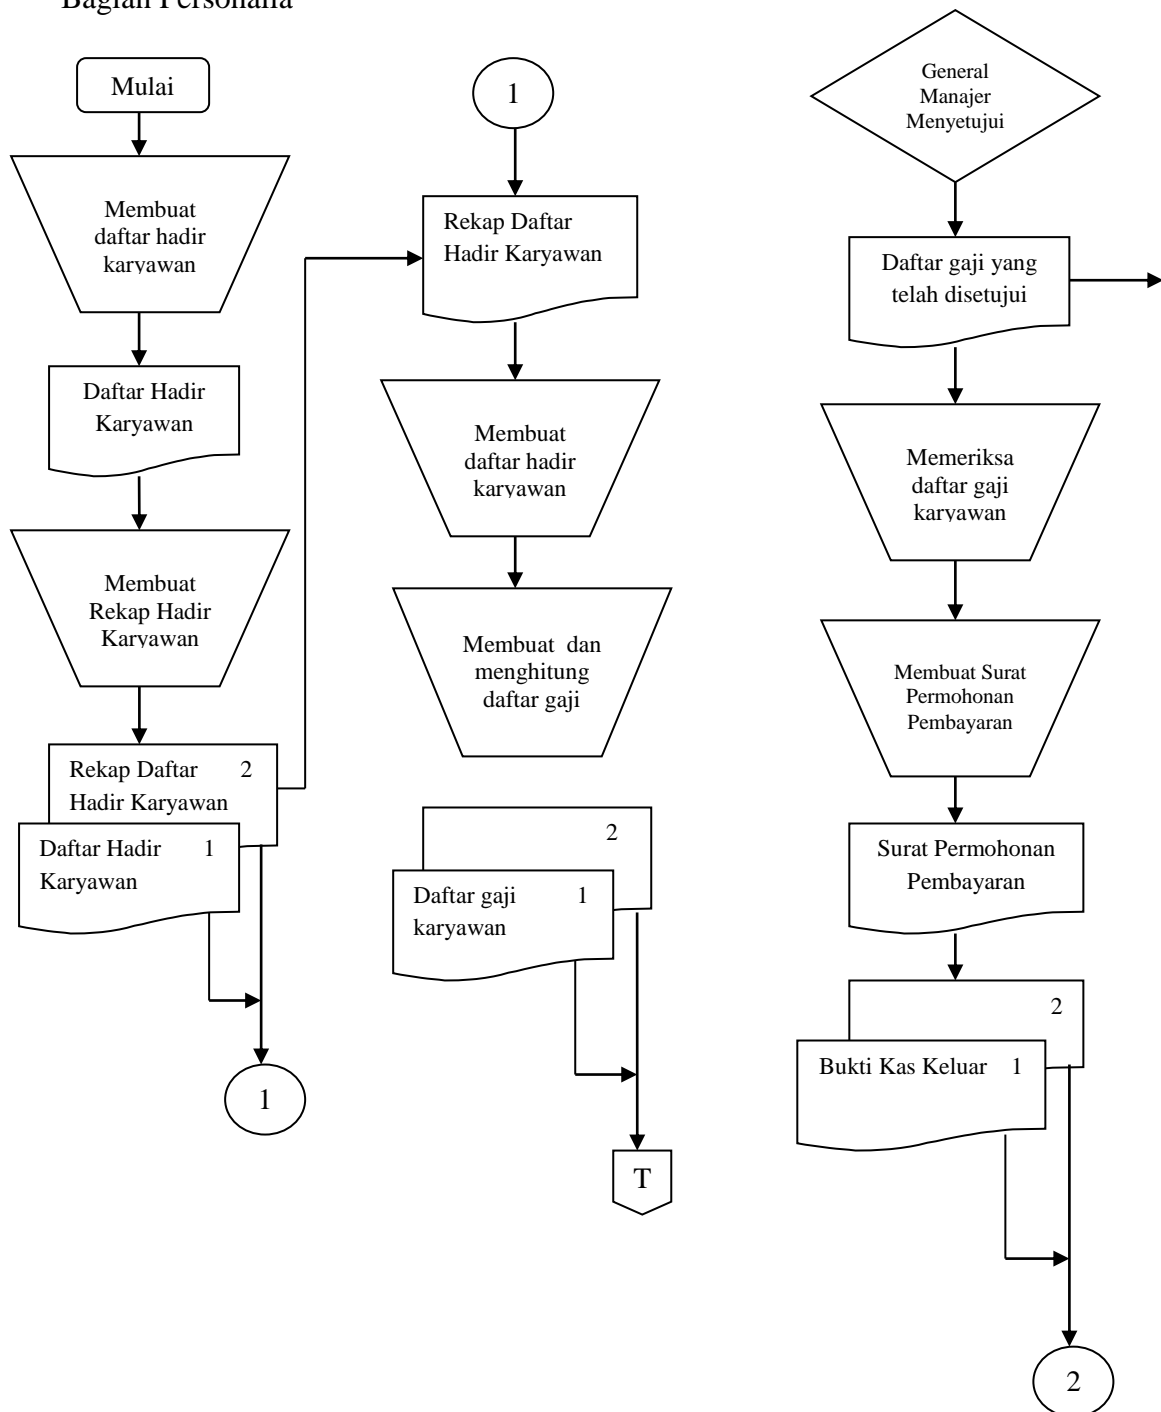 Bagian Personalia
Mulai
Membuat
daftar hadir
karyawan
Daftar Hadir
Karyawan
Membuat
Rekap Hadir
Karyawan
Rekap Daftar 2
Hadir Karyawan
Daftar Hadir 1
Karyawan
1
1
Rekap Daftar
Hadir Karyawan
Membuat
daftar hadir
karyawan
Membuat dan
menghitung
daftar gaji
2
Daftar gaji 1
karyawan
T
General
Manajer
Menyetujui
Daftar gaji yang
telah disetujui
Memeriksa
daftar gaji
karyawan
Membuat Surat
Permohonan
Pembayaran
Surat Permohonan
Pembayaran
2
Bukti Kas Keluar 1
2